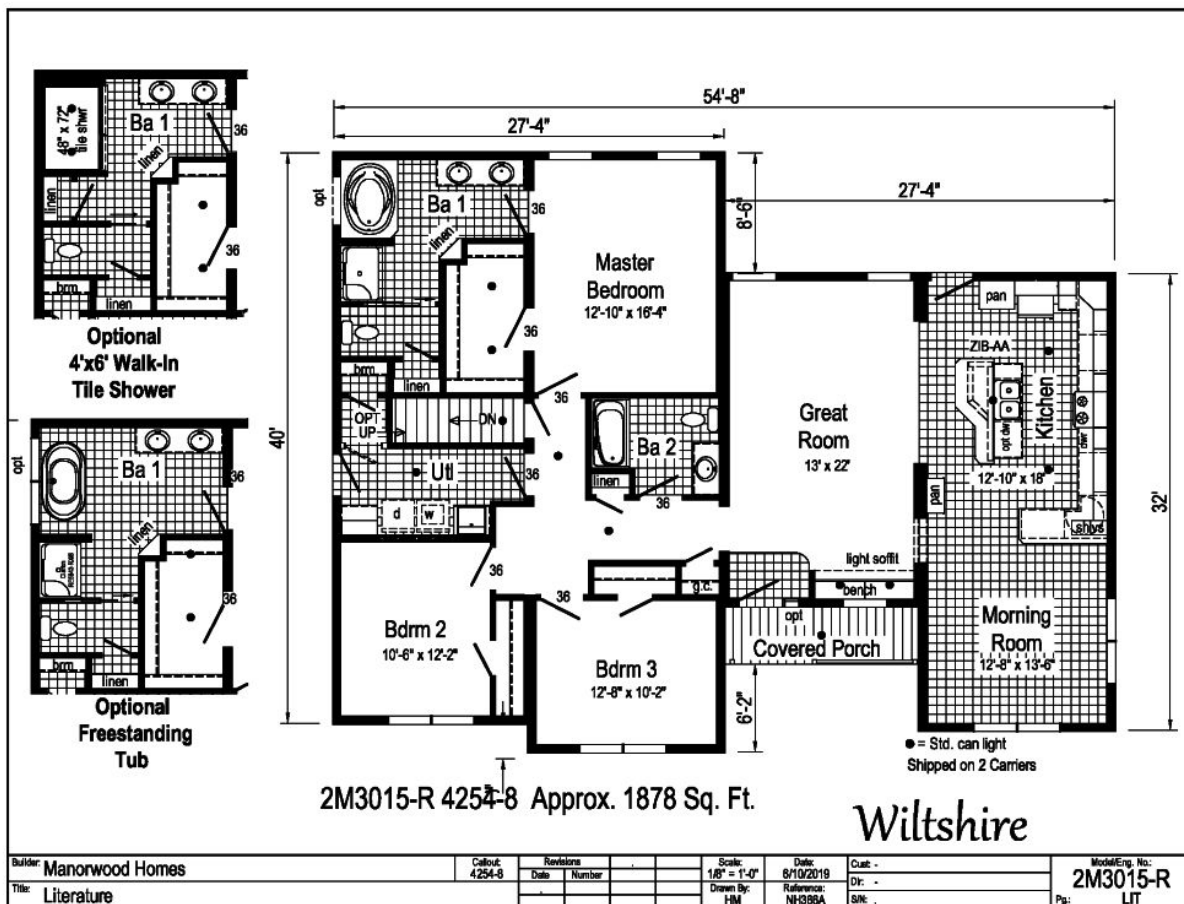 54'-8"
27'-4"
27'-4"
8'-6"
40'
32'
6'-2"
48" x 72"
tile shwr
Ba 1
36
linen
linen
36
brm
linen
Optional
4'x6' Walk-In
Tile Shower
opt
Ba 1
36
linen
36
brm
linen
Optional
Freestanding
Tub
opt
Ba 1
36
linen
36
brm
linen
Master
Bedroom
12'-10" x 16'-4"
36
OPT
UP
DN
Utl
d
w
Ba 2
linen
36
36
36
g.c.
Bdrm 2
10'-6" x 12'-2"
Bdrm 3
12'-8" x 10'-2"
Great
Room
13' x 22'
light soffit
bench
opt
Covered Porch
pan
ZIB-AA
opt dw
Kitchen
dwr
12'-10" x 18'
pan
shlvs
Morning
Room
12'-8" x 13'-6"
● = Std. can light
Shipped on 2 Carriers
2M3015-R 4254-8 Approx. 1878 Sq. Ft.
Wiltshire
Builder: Manorwood Homes
Title: Literature
Callout:
4254-8
Revisions
Date Number
Scale:
1/8" = 1'-0"
Drawn By:
HM
Date:
6/10/2019
Reference:
NH366A
Cust: -
Dir: -
S/N: .
Model/Eng. No.:
2M3015-R
Pg.: LIT